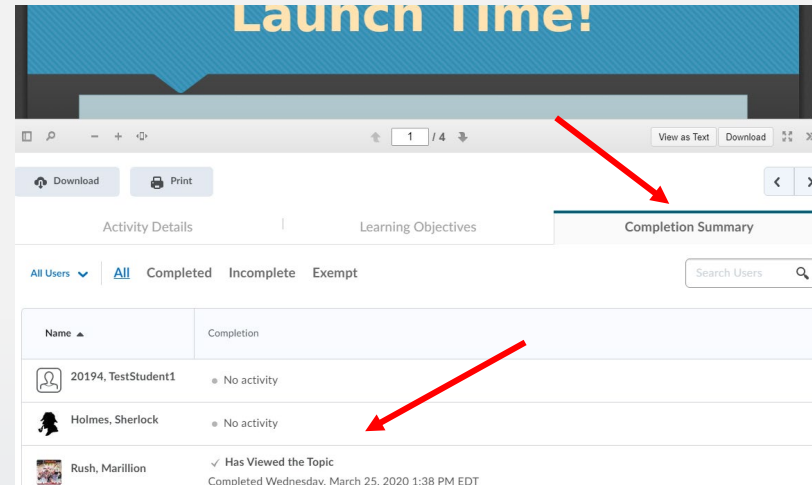 Launch Time!
1 / 4 View as Text Download
Download Print
Activity Details Learning Objectives Completion Summary
All Users All Completed Incomplete Exempt Search Users
Name Completion
20194, TestStudent1 No activity
Holmes, Sherlock No activity
Rush, Marillion Has Viewed the Topic
Completed Wednesday, March 25, 2020 1:38 PM EDT